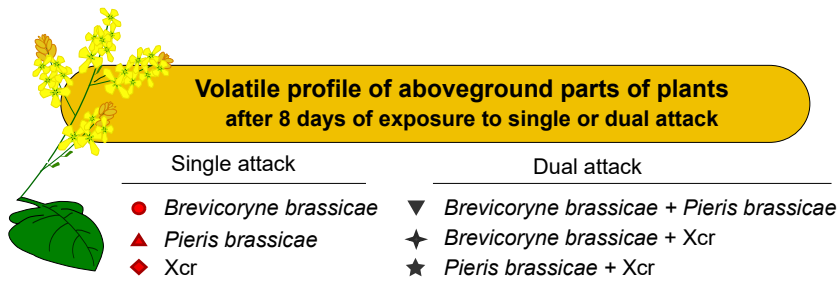 Volatile profile of aboveground parts of plants
after 8 days of exposure to single or dual attack
Single attack
Brevicoryne brassicae
Pieris brassicae
Xcr
Dual attack
Brevicoryne brassicae + Pieris brassicae
Brevicoryne brassicae + Xcr
Pieris brassicae + Xcr